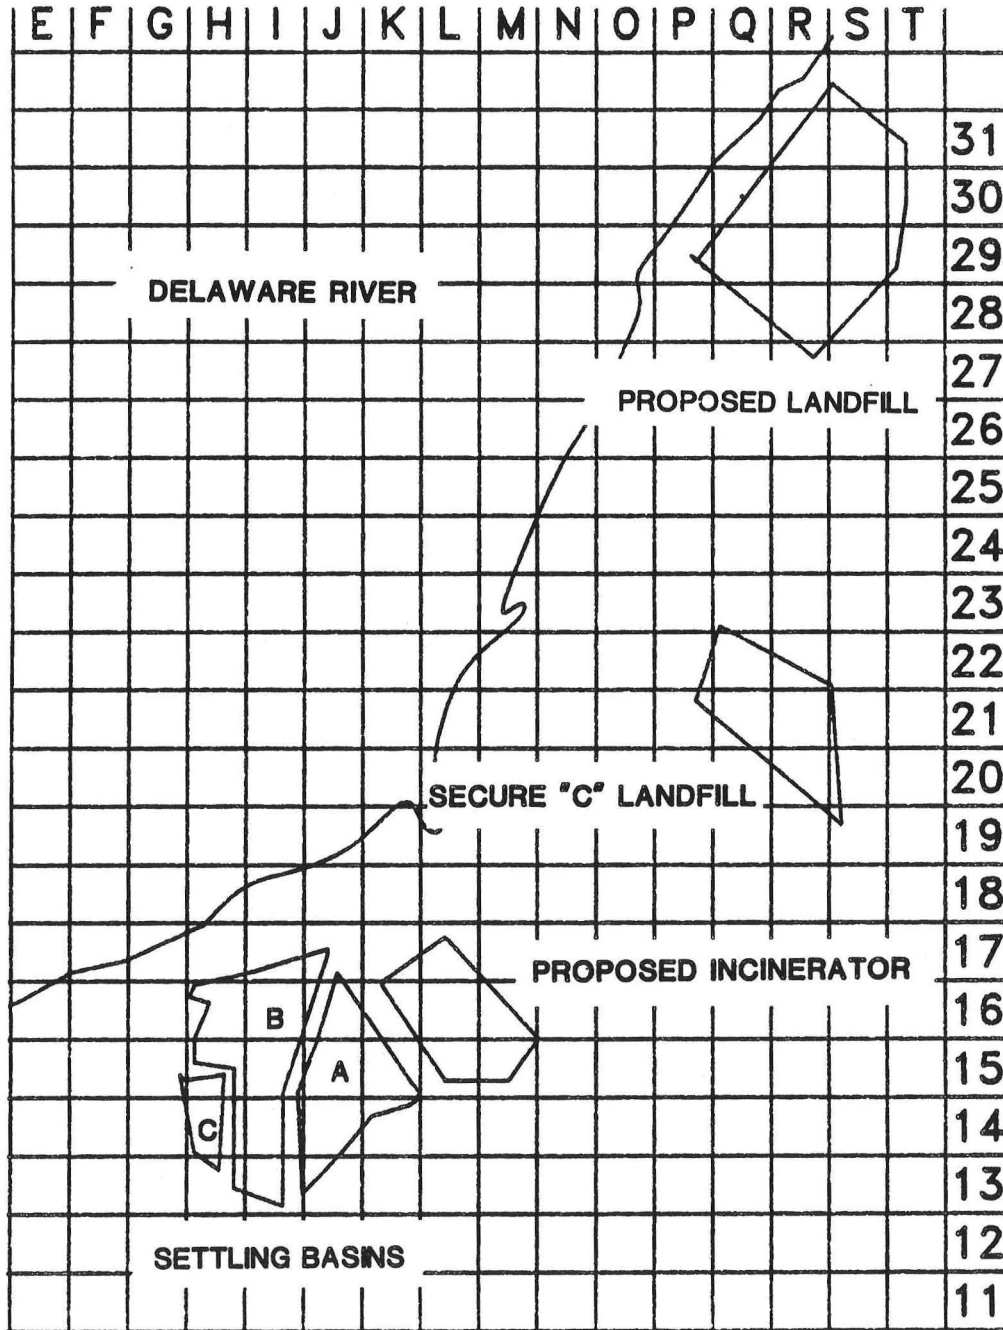 E F G H I J K L M N O P Q R S T
31
30
29
DELAWARE RIVER
28
27
PROPOSED LANDFILL
26
25
24
23
22
21
20
SECURE "C" LANDFILL
19
18
17
PROPOSED INCINERATOR
16
B
15
A
14
C
13
12
SETTLING BASINS
11